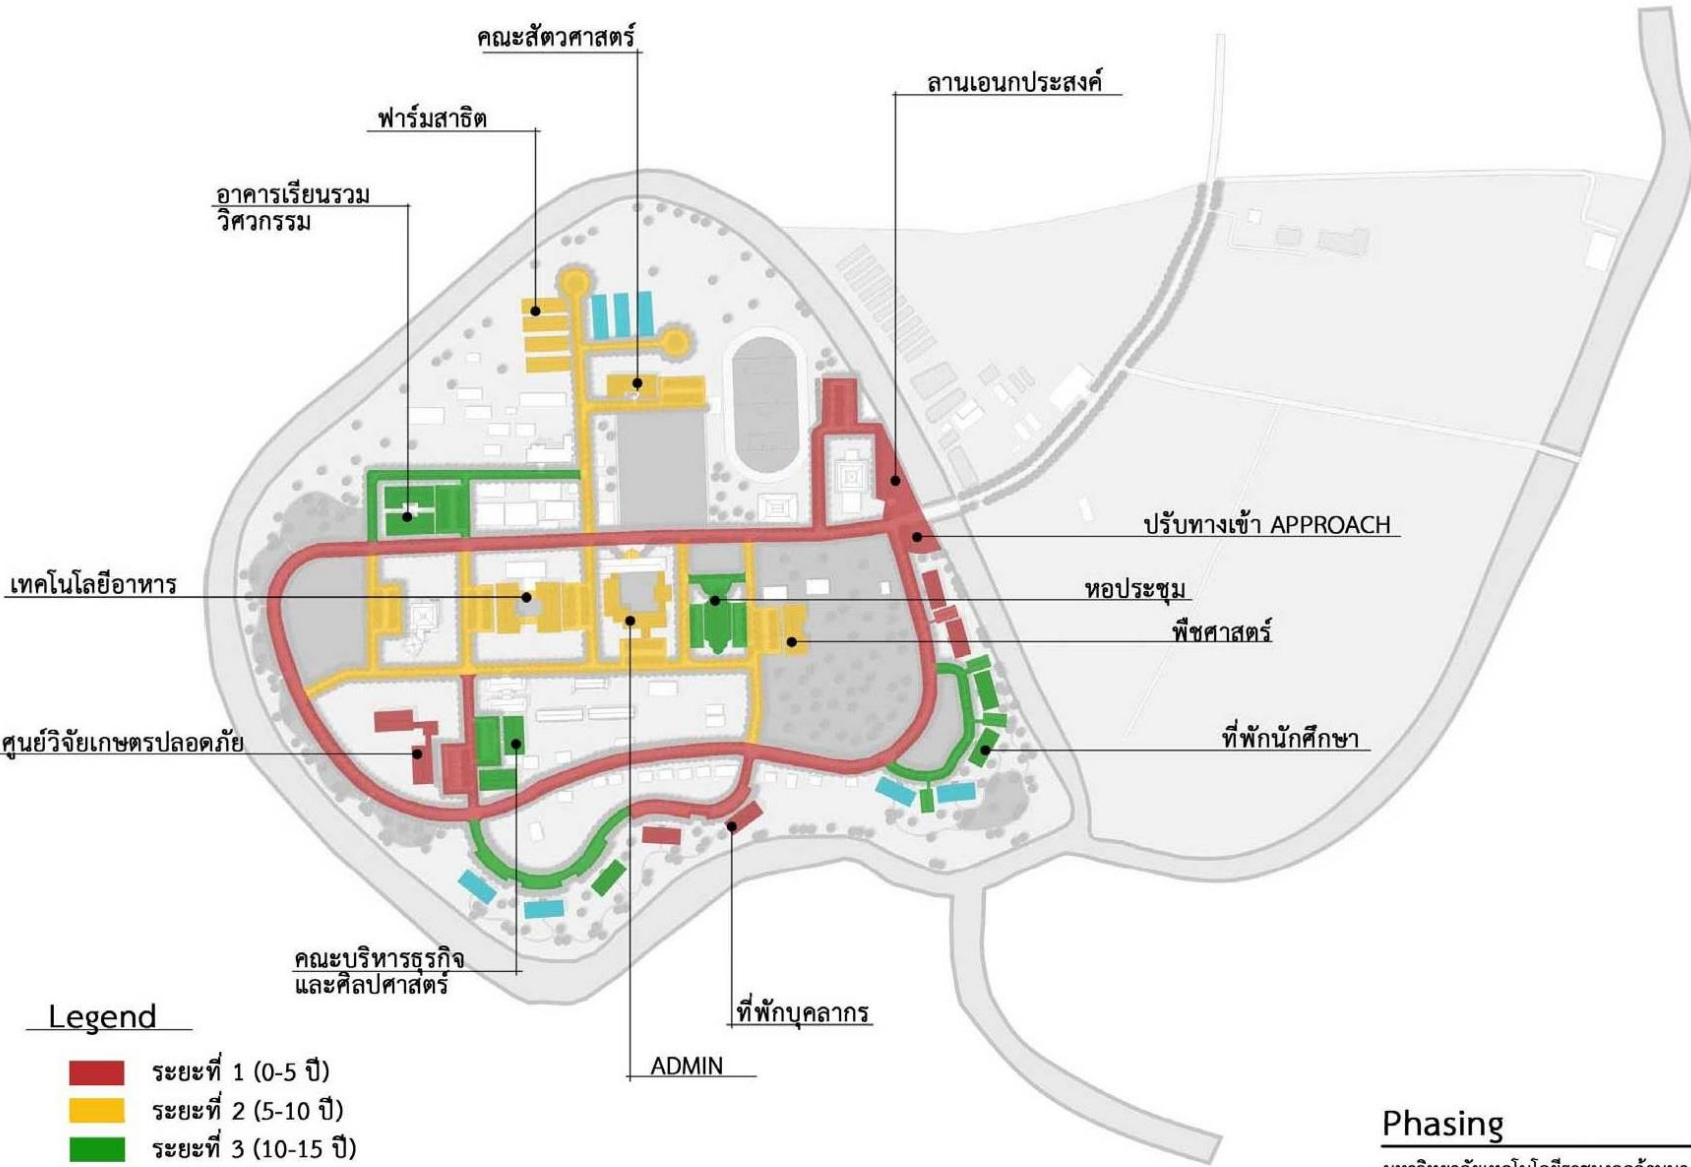 คณะสัตวศาสตร์
ลานเอนกประสงค์
ฟาร์มสาธิต
อาคารเรียนรวม
วิศวกรรม
ปรับทางเข้า APPROACH
เทคโนโลยีอาหาร
หอประชุม
พืชศาสตร์
ศูนย์วิจัยเกษตรปลอดภัย
ที่พักนักศึกษา
คณะบริหารธุรกิจ
และศิลปศาสตร์
ที่พักบุคลากร
ADMIN
Legend
ระยะที่ 1 (0-5 ปี)
ระยะที่ 2 (5-10 ปี)
ระยะที่ 3 (10-15 ปี)
Phasing